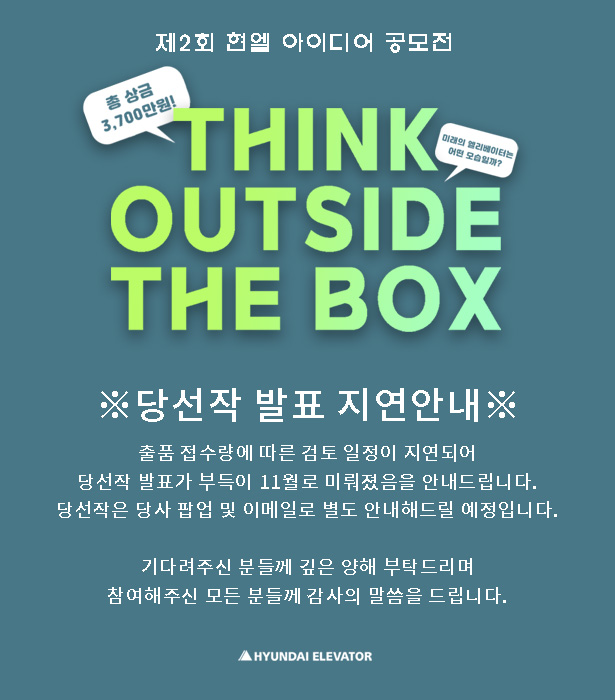 제2회 현엘 아이디어 공모전
총 상금
3,700만원!
THINK
미래의 엘리베이터는
어떤 모습일까?
OUTSIDE
THE BOX
※당선작 발표 지연안내※
출품 접수량에 따른 검토 일정이 지연되어
당선작 발표가 부득이 11월로 미뤄졌음을 안내드립니다.
당선작은 당사 팝업 및 이메일로 별도 안내해드릴 예정입니다.
기다려주신 분들께 깊은 양해 부탁드리며
참여해주신 모든 분들께 감사의 말씀을 드립니다.
HYUNDAI ELEVATOR